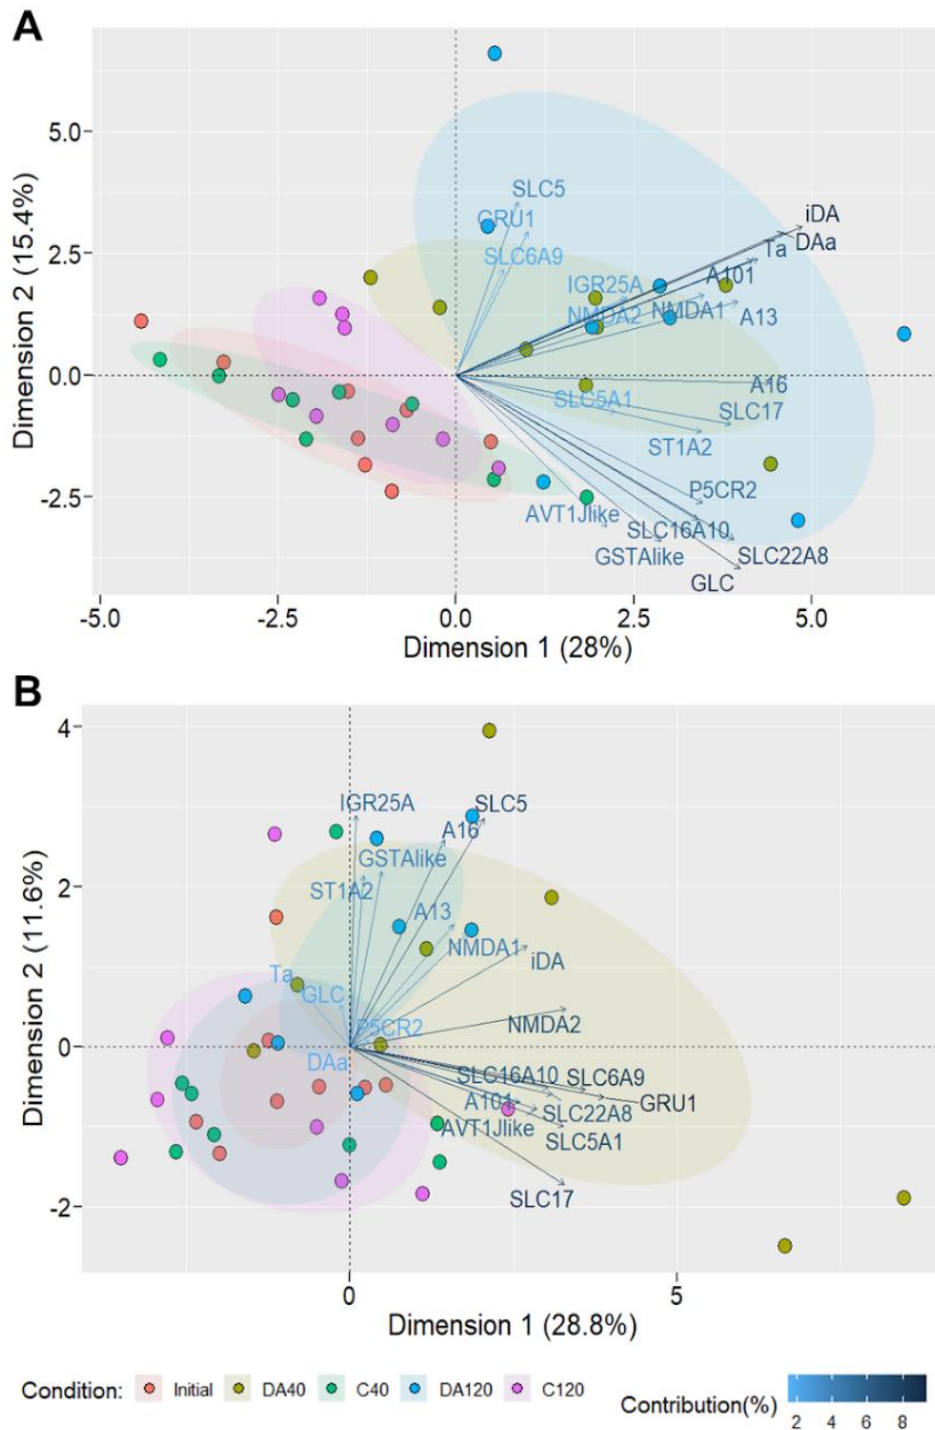 A
Dimension 2 (15.4%)
5.0
2.5
0.0
-2.5
SLC5
GRU1
SLC6A9
iDA
DAa
Ta
A101
IGR25A
NMDA2
NMDA1
A13
A16
SLC5A1
SLC17
ST1A2
P5CR2
AVT1Jlike
SLC16A10
GSTAlike
SLC22A8
GLC
-5.0
-2.5
0.0
2.5
5.0
Dimension 1 (28%)
B
Dimension 2 (11.6%)
4
2
0
-2
IGR25A
SLC5
A16
GSTAlike
ST1A2
A13
NMDA1
iDA
Ta
GLC
P5CR2
NMDA2
DAa
SLC16A10
SLC6A9
A101
GRU1
SLC22A8
AVT1Jlike
SLC5A1
SLC17
0
5
Dimension 1 (28.8%)
Condition: Initial DA40 C40 DA120 C120
Contribution(%)
2 4 6 8